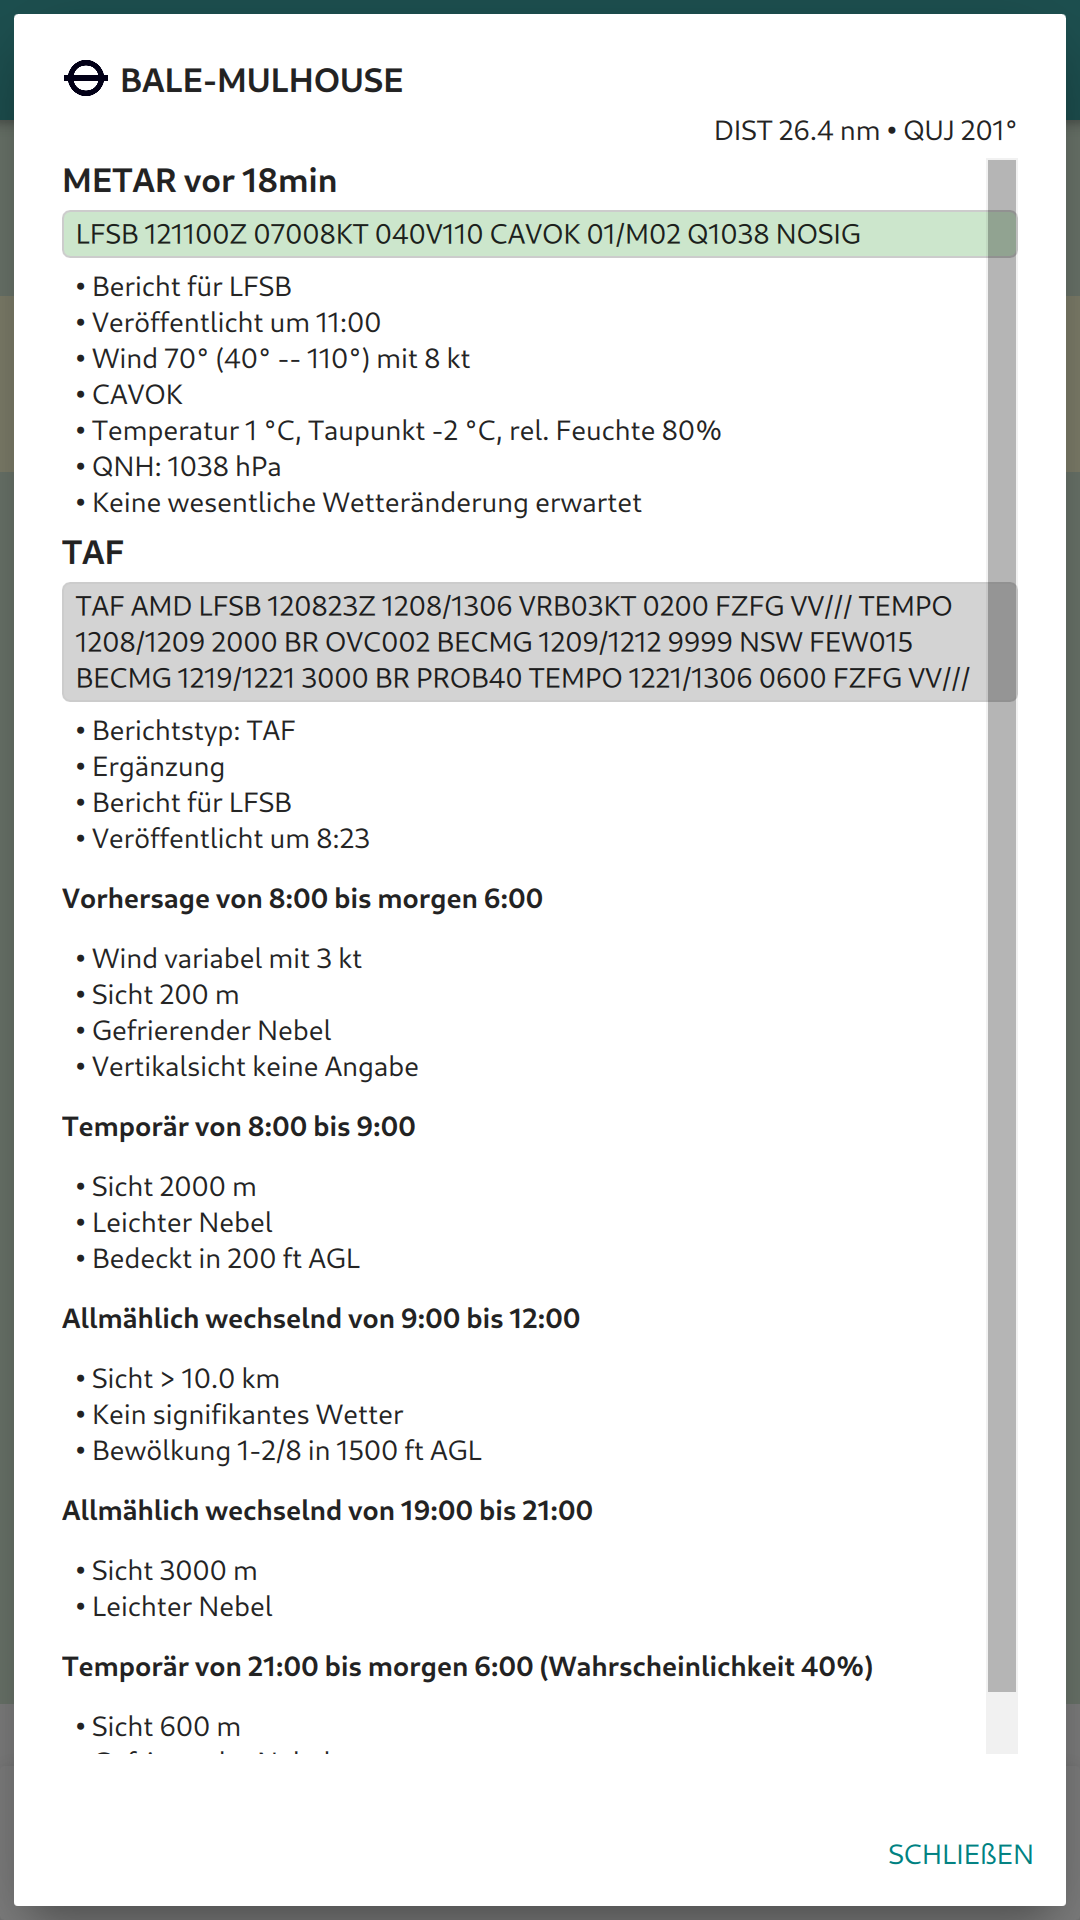 BALE-MULHOUSE
DIST 26.4 nm • QUJ 201°
METAR vor 18min
LFSB 121100Z 07008KT 040V110 CAVOK 01/M02 Q1038 NOSIG
• Bericht für LFSB
• Veröffentlicht um 11:00
• Wind 70° (40° -- 110°) mit 8 kt
• CAVOK
• Temperatur 1 °C, Taupunkt -2 °C, rel. Feuchte 80%
• QNH: 1038 hPa
• Keine wesentliche Wetteränderung erwartet
TAF
TAF AMD LFSB 120823Z 1208/1306 VRB03KT 0200 FZFG VV/// TEMPO
1208/1209 2000 BR OVC002 BECMG 1209/1212 9999 NSW FEW015
BECMG 1219/1221 3000 BR PROB40 TEMPO 1221/1306 0600 FZFG VV///
• Berichtstyp: TAF
• Ergänzung
• Bericht für LFSB
• Veröffentlicht um 8:23
Vorhersage von 8:00 bis morgen 6:00
• Wind variabel mit 3 kt
• Sicht 200 m
• Gefrierender Nebel
• Vertikalsicht keine Angabe
Temporär von 8:00 bis 9:00
• Sicht 2000 m
• Leichter Nebel
• Bedeckt in 200 ft AGL
Allmählich wechselnd von 9:00 bis 12:00
• Sicht > 10.0 km
• Kein signifikantes Wetter
• Bewölkung 1-2/8 in 1500 ft AGL
Allmählich wechselnd von 19:00 bis 21:00
• Sicht 3000 m
• Leichter Nebel
Temporär von 21:00 bis morgen 6:00 (Wahrscheinlichkeit 40%)
• Sicht 600 m
SCHLIEßEN